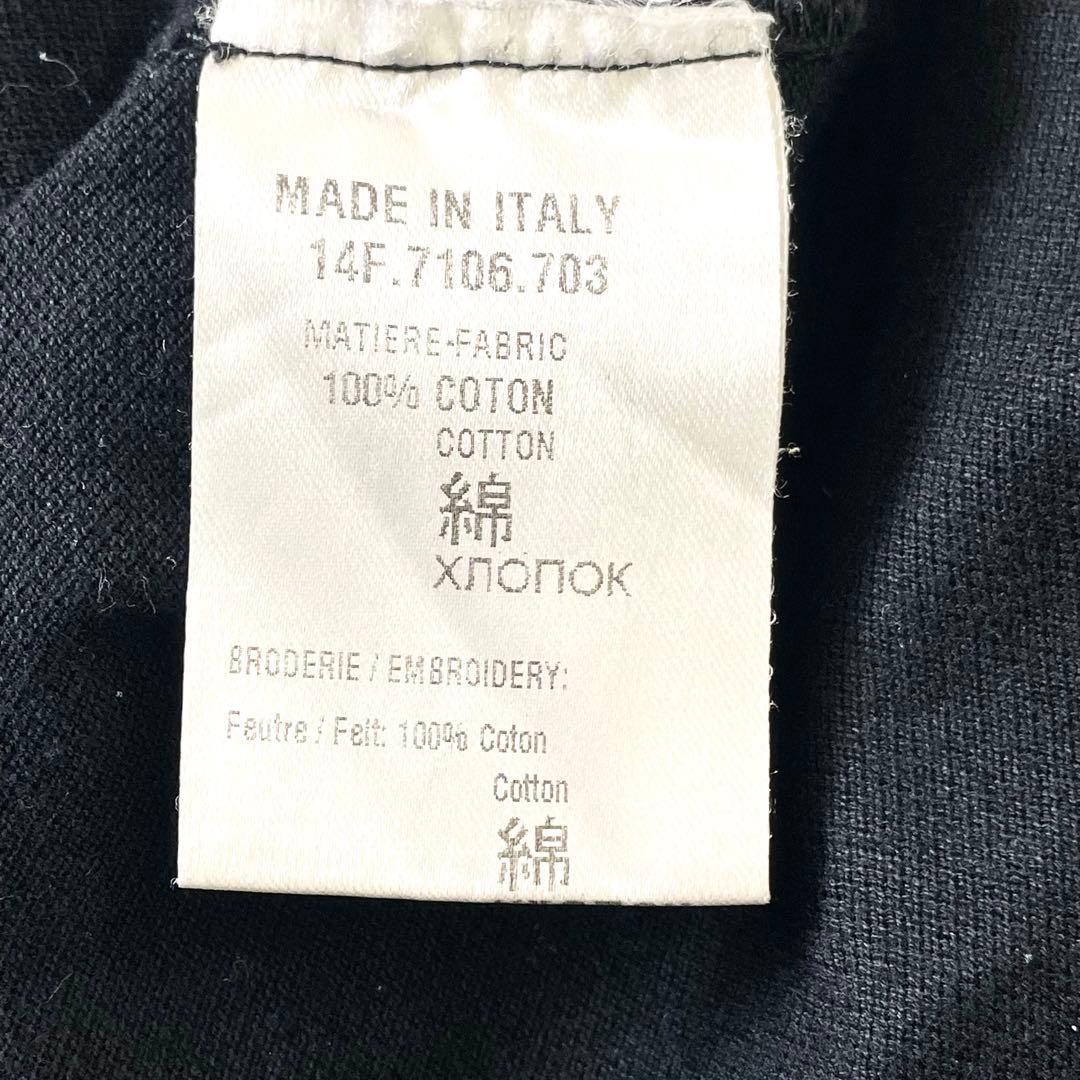 MADE IN ITALY
14F.7106.703
MATIERE-FABRIC
100% COTON
COTTON
綿
ХЛОПОК
BRODERIE / EMBROIDERY:
Feutre / Felt: 100% Coton
Cotton
綿